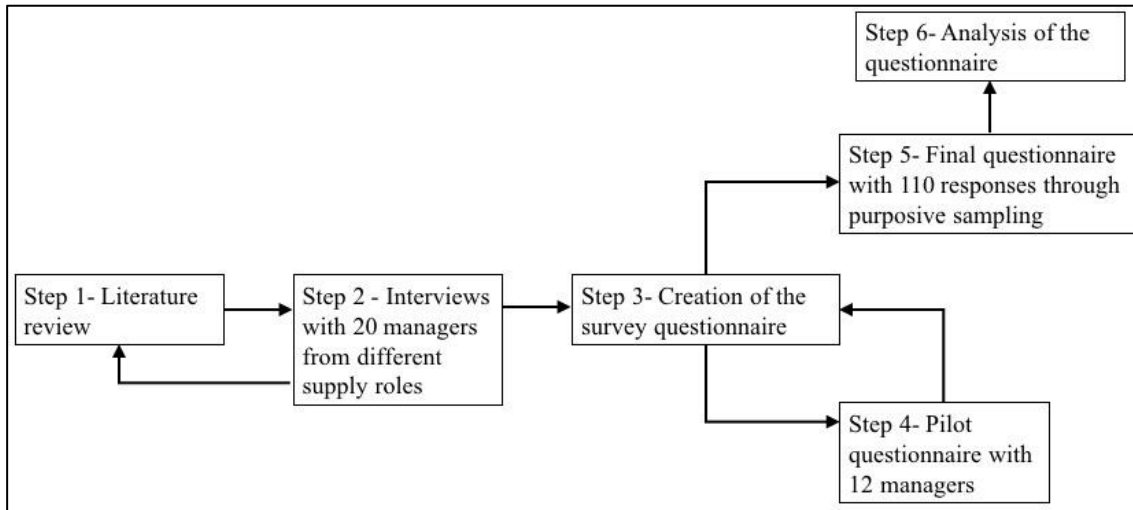 Step 1- Literature
review
Step 2 - Interviews
with 20 managers
from different
supply roles
Step 3- Creation of the
survey questionnaire
Step 4- Pilot
questionnaire with
12 managers
Step 5- Final questionnaire
with 110 responses through
purposive sampling
Step 6- Analysis of the
questionnaire